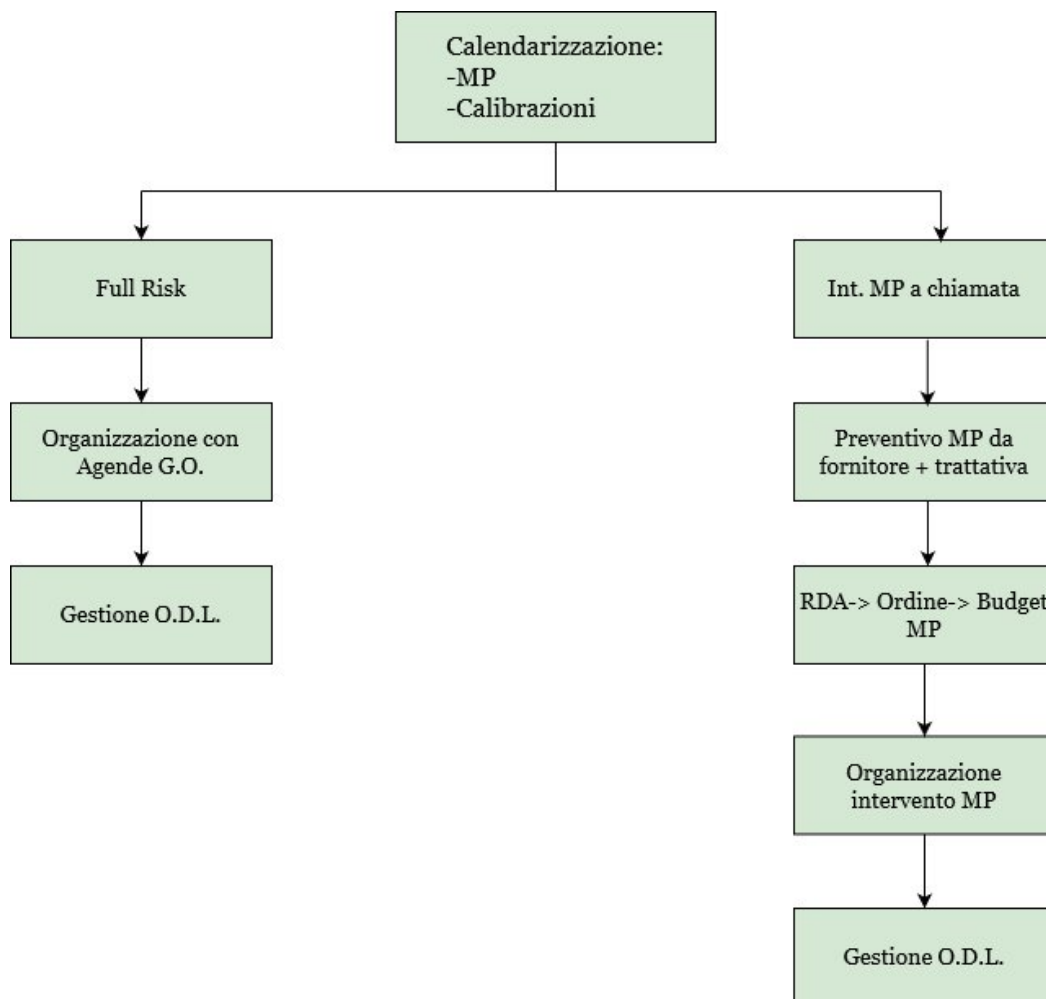 Calendarizzazione:
-MP
-Calibrazioni
Full Risk
Int. MP a chiamata
Organizzazione con
Agende G.O.
Preventivo MP da
fornitore + trattativa
Gestione O.D.L.
RDA-> Ordine-> Budget
MP
Organizzazione
intervento MP
Gestione O.D.L.